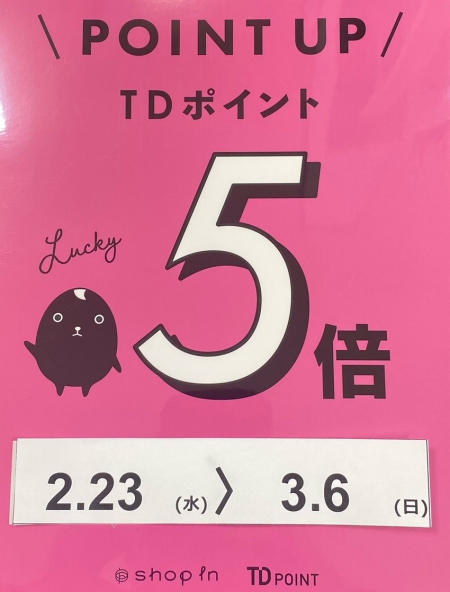 \ POINT UP /
TDポイント
Lucky
5倍
2.23 (水) 〉 3.6 (日)
shop in TD POINT